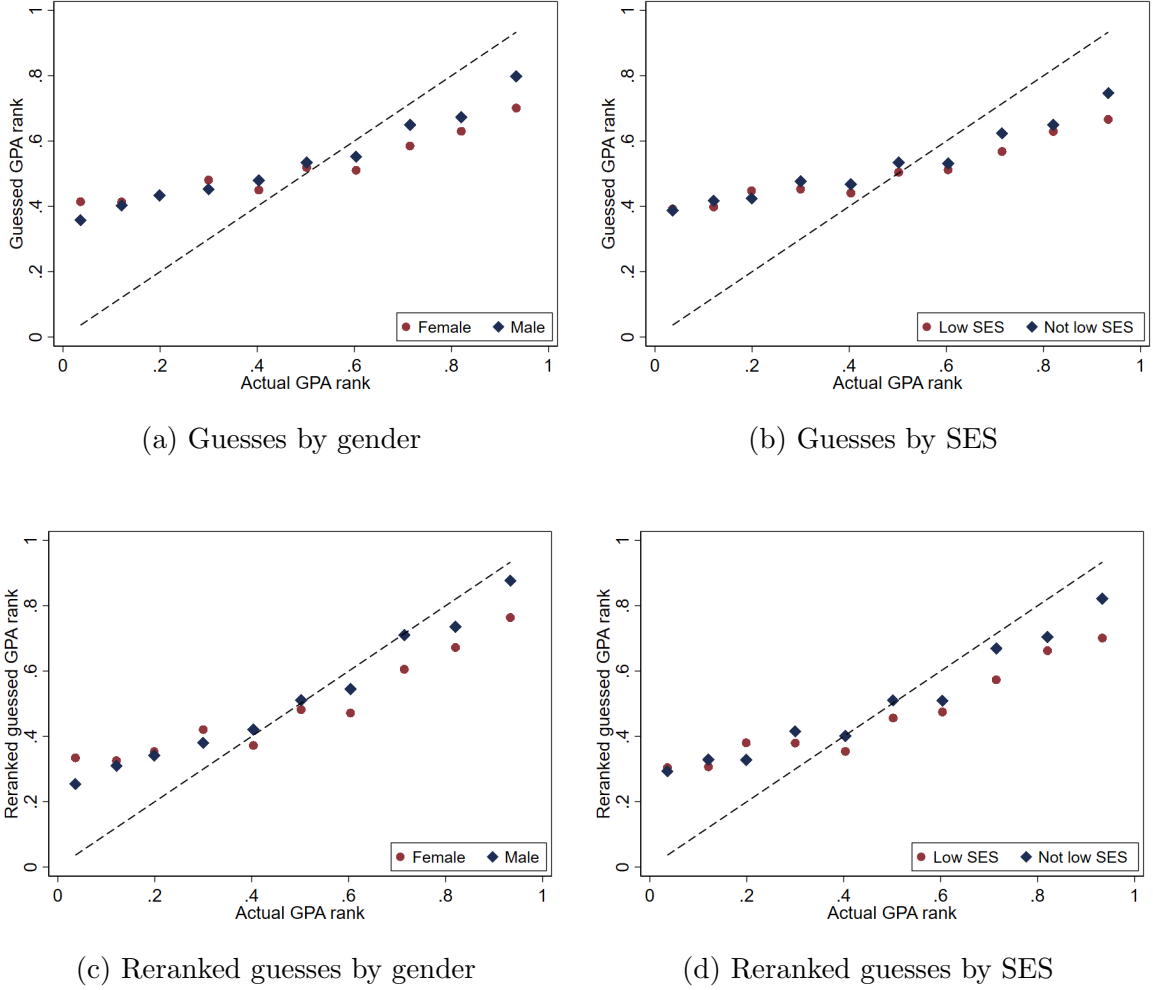 Guessed GPA rank
0 .2 .4 .6 .8 1
0 .2 .4 .6 .8 1
Actual GPA rank
Female Male
(a) Guesses by gender
Guessed GPA rank
0 .2 .4 .6 .8 1
0 .2 .4 .6 .8 1
Actual GPA rank
Low SES Not low SES
(b) Guesses by SES
Reranked guessed GPA rank
0 .2 .4 .6 .8 1
0 .2 .4 .6 .8 1
Actual GPA rank
Female Male
(c) Reranked guesses by gender
Reranked guessed GPA rank
0 .2 .4 .6 .8 1
0 .2 .4 .6 .8 1
Actual GPA rank
Low SES Not low SES
(d) Reranked guesses by SES